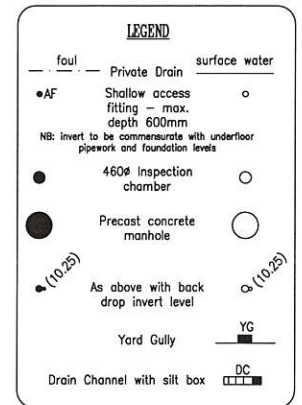 LEGEND
foul surface water
Private Drain
AF Shallow access
fitting – max.
depth 600mm
NB: invert to be commensurate with underfloor
pipework and foundation levels
460ø Inspection
chamber
Precast concrete
manhole
(10.25) (10.25)
As above with back
drop invert level
YG
Yard Gully
DC
Drain Channel with silt box